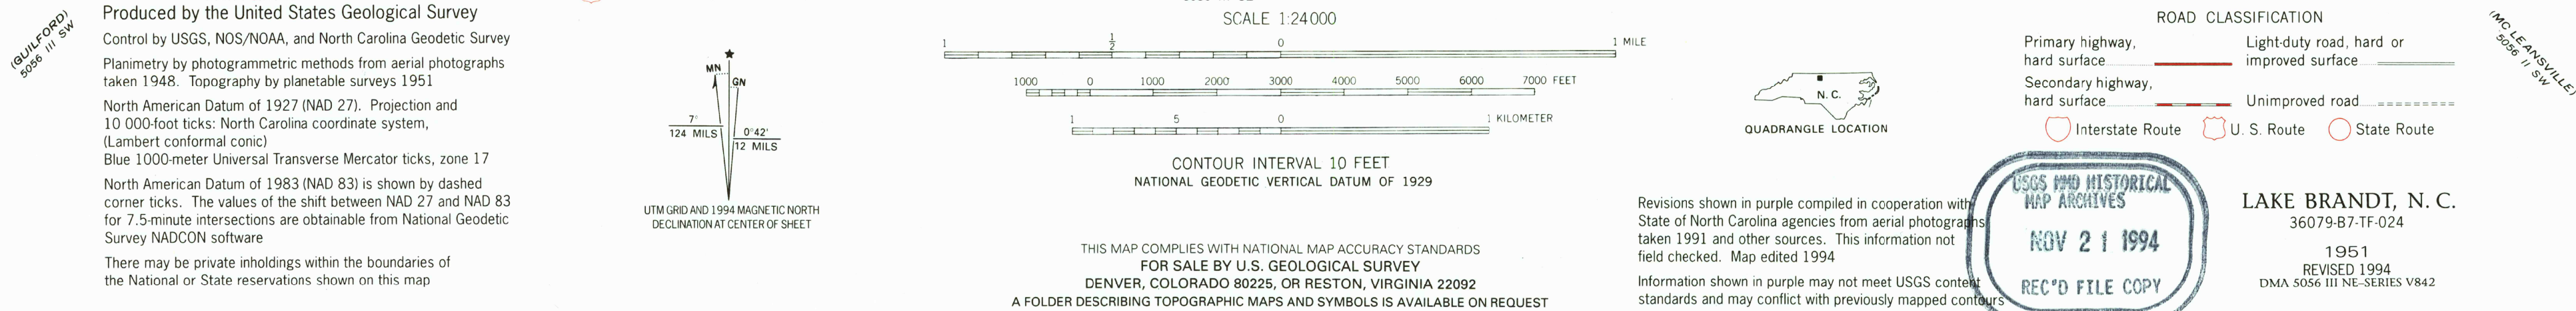 (GUILFORD)
5056 III SW
Produced by the United States Geological Survey
Control by USGS, NOS/NOAA, and North Carolina Geodetic Survey
Planimetry by photogrammetric methods from aerial photographs
taken 1948. Topography by planetable surveys 1951
North American Datum of 1927 (NAD 27). Projection and
10 000-foot ticks: North Carolina coordinate system,
(Lambert conformal conic)
Blue 1000-meter Universal Transverse Mercator ticks, zone 17
North American Datum of 1983 (NAD 83) is shown by dashed
corner ticks. The values of the shift between NAD 27 and NAD 83
for 7.5-minute intersections are obtainable from National Geodetic
Survey NADCON software
There may be private inholdings within the boundaries of
the National or State reservations shown on this map
MN
GN
7°
124 MILS
0°42'
12 MILS
UTM GRID AND 1994 MAGNETIC NORTH
DECLINATION AT CENTER OF SHEET
SCALE 1:24 000
1 ½ 0 1 MILE
1000 0 1000 2000 3000 4000 5000 6000 7000 FEET
1 5 0 1 KILOMETER
CONTOUR INTERVAL 10 FEET
NATIONAL GEODETIC VERTICAL DATUM OF 1929
THIS MAP COMPLIES WITH NATIONAL MAP ACCURACY STANDARDS
FOR SALE BY U.S. GEOLOGICAL SURVEY
DENVER, COLORADO 80225, OR RESTON, VIRGINIA 22092
A FOLDER DESCRIBING TOPOGRAPHIC MAPS AND SYMBOLS IS AVAILABLE ON REQUEST
N. C.
QUADRANGLE LOCATION
Revisions shown in purple compiled in cooperation with
State of North Carolina agencies from aerial photographs
taken 1991 and other sources. This information not
field checked. Map edited 1994
Information shown in purple may not meet USGS content
standards and may conflict with previously mapped contours
ROAD CLASSIFICATION
Primary highway,
hard surface
Light-duty road, hard or
improved surface
Secondary highway,
hard surface
Unimproved road
Interstate Route
U. S. Route
State Route
USGS NMD HISTORICAL
MAP ARCHIVES
NOV 21 1994
REC'D FILE COPY
LAKE BRANDT, N. C.
36079-B7-TF-024
1951
REVISED 1994
DMA 5056 III NE-SERIES V842
(MC LEANSVILLE)
5056 II SW